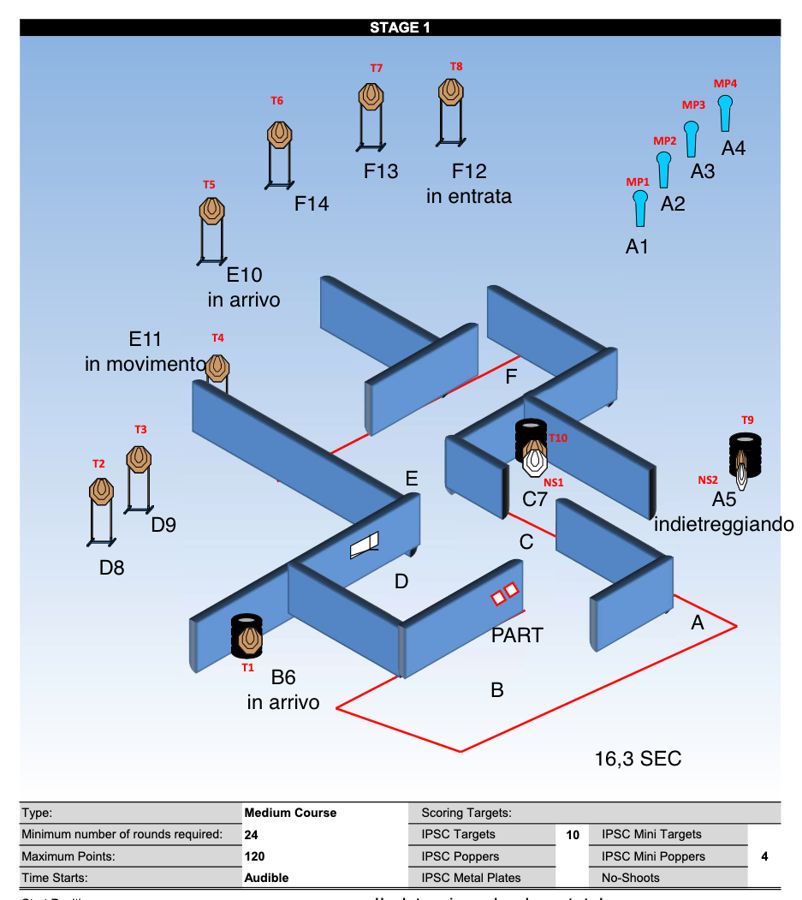 STAGE 1
T7
T8
MP4
T6
MP3
MP2
A4
F13
F12
A3
in entrata
MP1
T5
F14
A2
A1
E10
in arrivo
E11
in movimento
T4
F
T9
T3
T10
T2
E
NS1
NS2
C7
A5
indietreggiando
D9
C
D8
D
PART
A
T1
B6
in arrivo
B
16,3 SEC
Type: Medium Course Scoring Targets:
Minimum number of rounds required: 24 IPSC Targets 10 IPSC Mini Targets
Maximum Points: 120 IPSC Poppers IPSC Mini Poppers 4
Time Starts: Audible IPSC Metal Plates No-Shoots